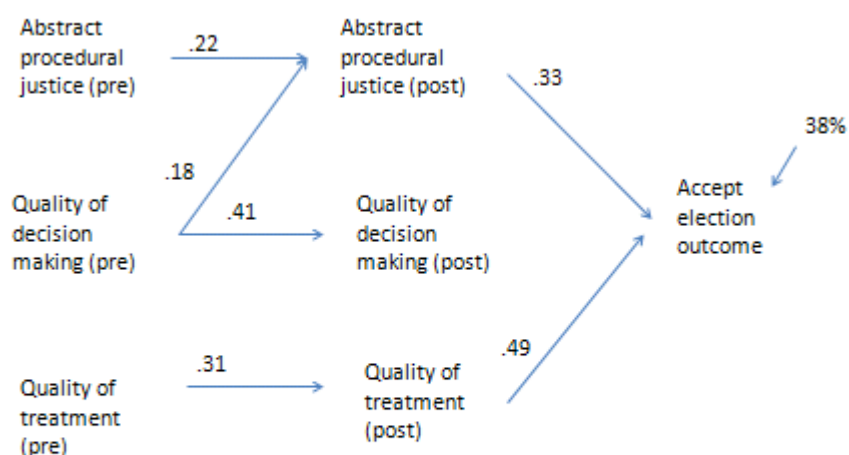 Abstract
procedural
justice (pre)
.22
Abstract
procedural
justice (post)
.33
38%
.18
Quality of
decision
making (pre)
.41
Quality of
decision
making (post)
Accept
election
outcome
.31
Quality of
treatment
(pre)
Quality of
treatment
(post)
.49